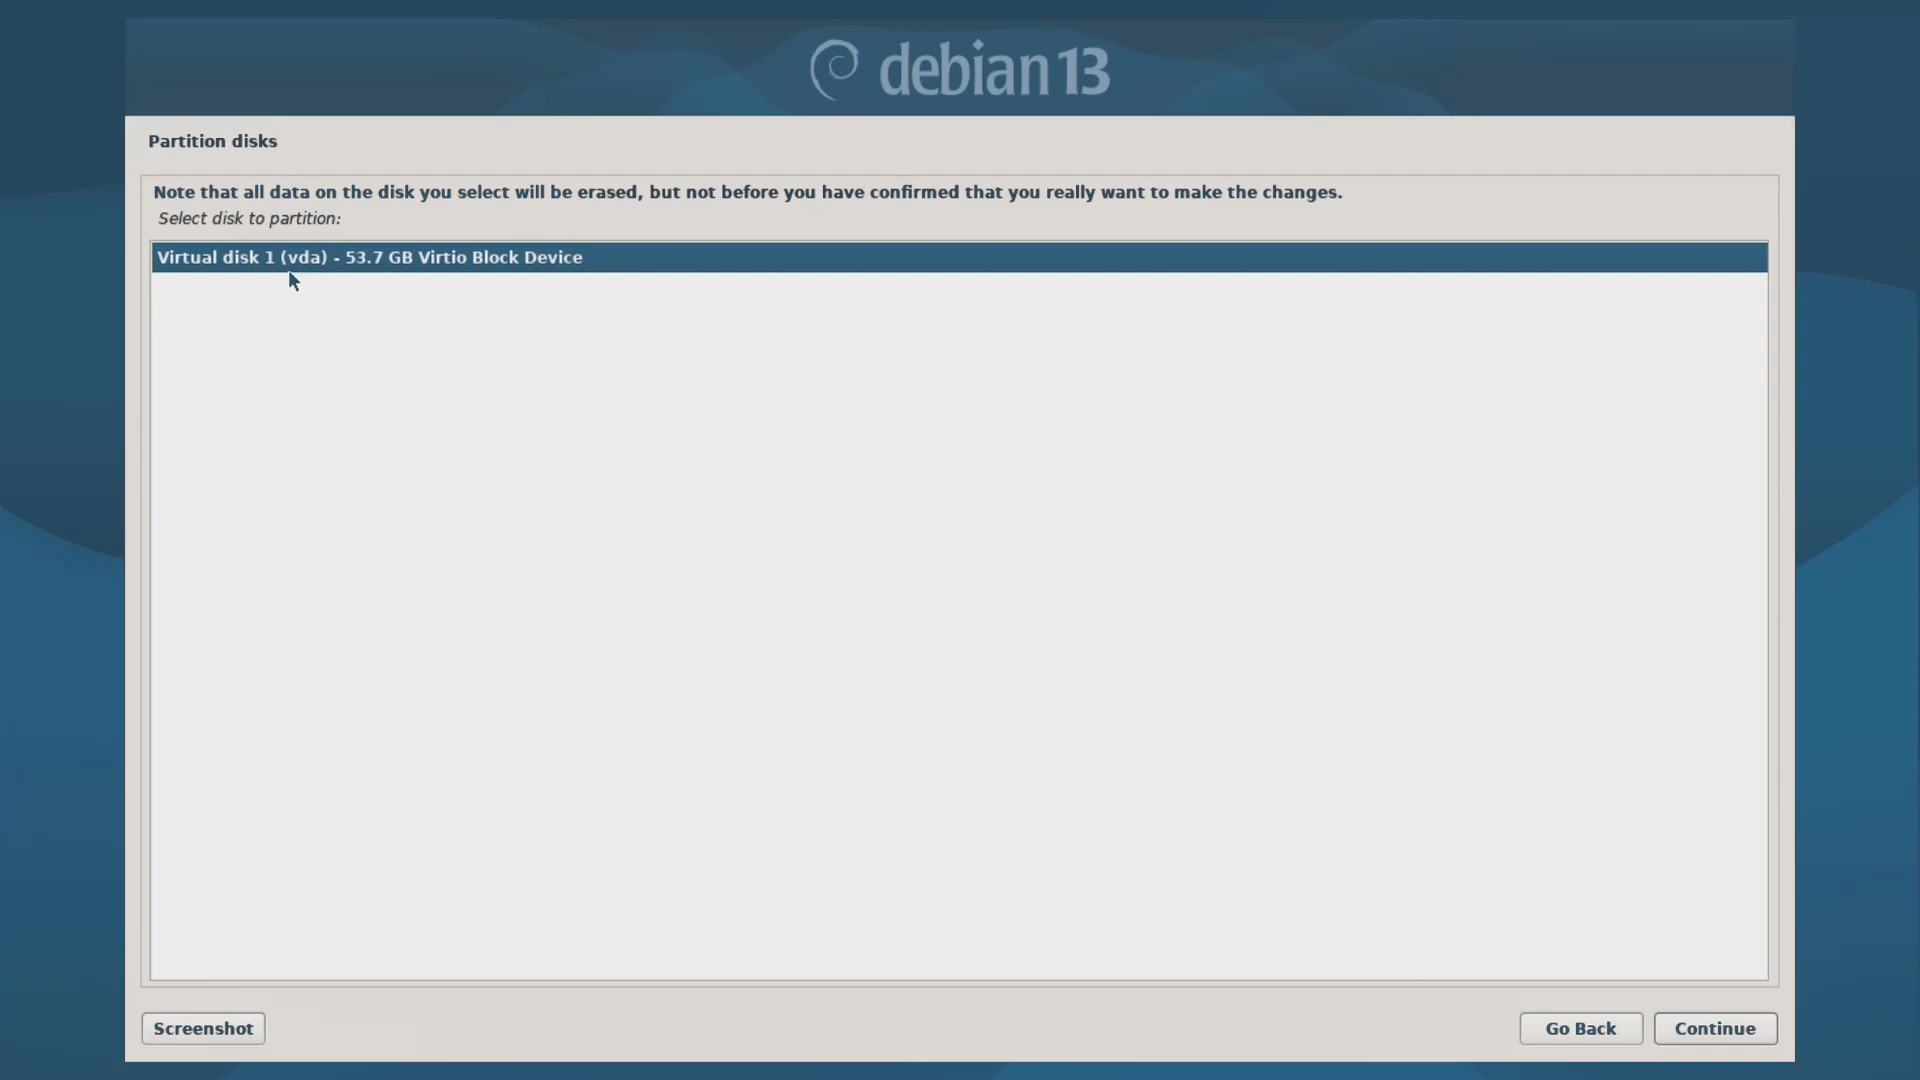 debian 13
Partition disks
Note that all data on the disk you select will be erased, but not before you have confirmed that you really want to make the changes.
Select disk to partition:
Virtual disk 1 (vda) - 53.7 GB Virtio Block Device
Screenshot
Go Back
Continue